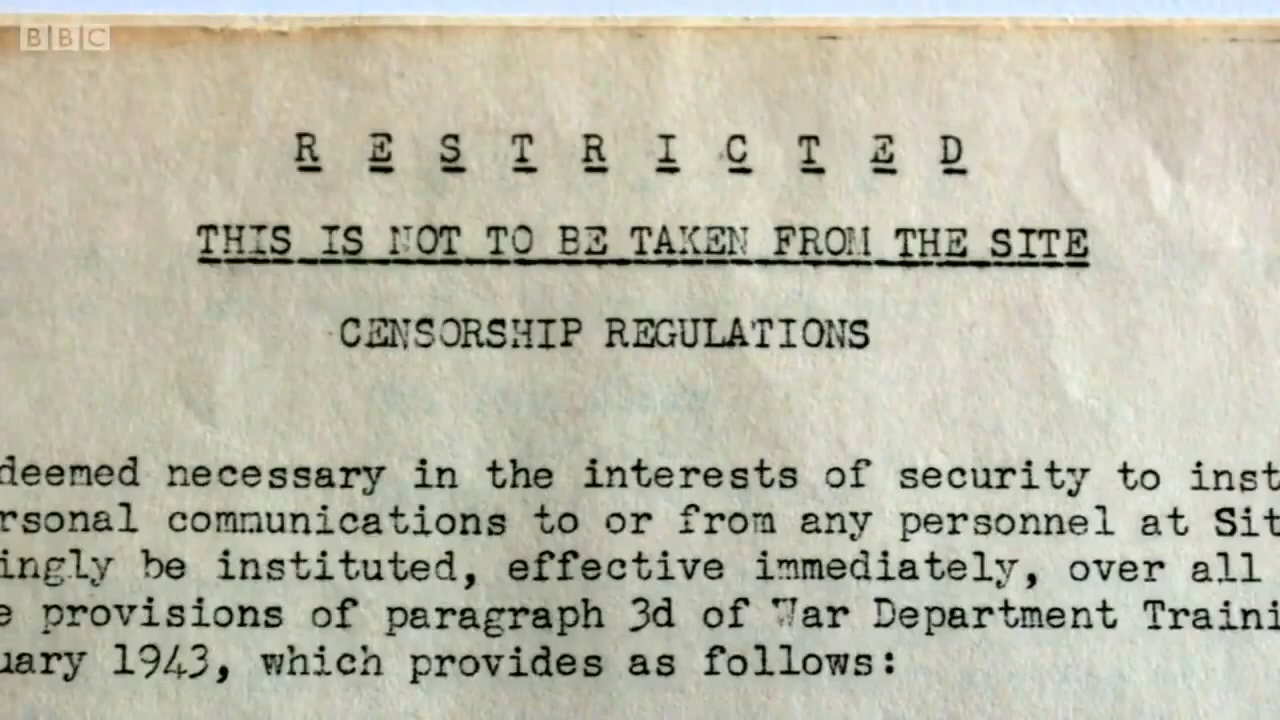 BBC
R E S T R I C T E D
THIS IS NOT TO BE TAKEN FROM THE SITE
CENSORSHIP REGULATIONS
deemed necessary in the interests of security to inst
rsonal communications to or from any personnel at Sit
ingly be instituted, effective immediately, over all
e provisions of paragraph 3d of War Department Traini
uary 1943, which provides as follows: